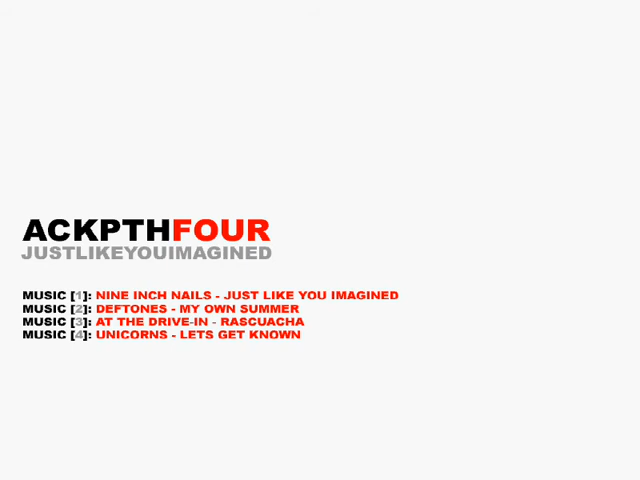 ACKPTHFOUR
JUSTLIKEYOUIMAGINED
MUSIC [1]: NINE INCH NAILS - JUST LIKE YOU IMAGINED
MUSIC [2]: DEFTONES - MY OWN SUMMER
MUSIC [3]: AT THE DRIVE-IN - RASCUACHA
MUSIC [4]: UNICORNS - LETS GET KNOWN